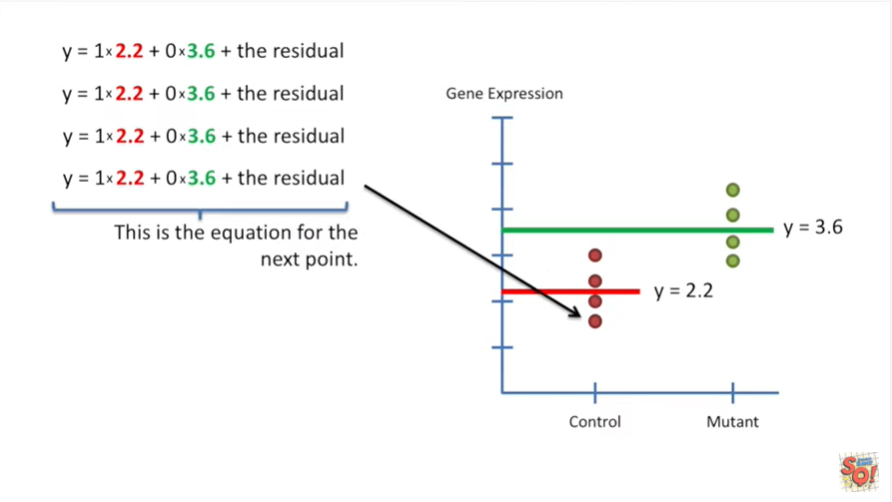 y = 1×2.2 + 0×3.6 + the residual
y = 1×2.2 + 0×3.6 + the residual
y = 1×2.2 + 0×3.6 + the residual
y = 1×2.2 + 0×3.6 + the residual
This is the equation for the
next point.
Gene Expression
y = 3.6
y = 2.2
Control
Mutant
SQ!